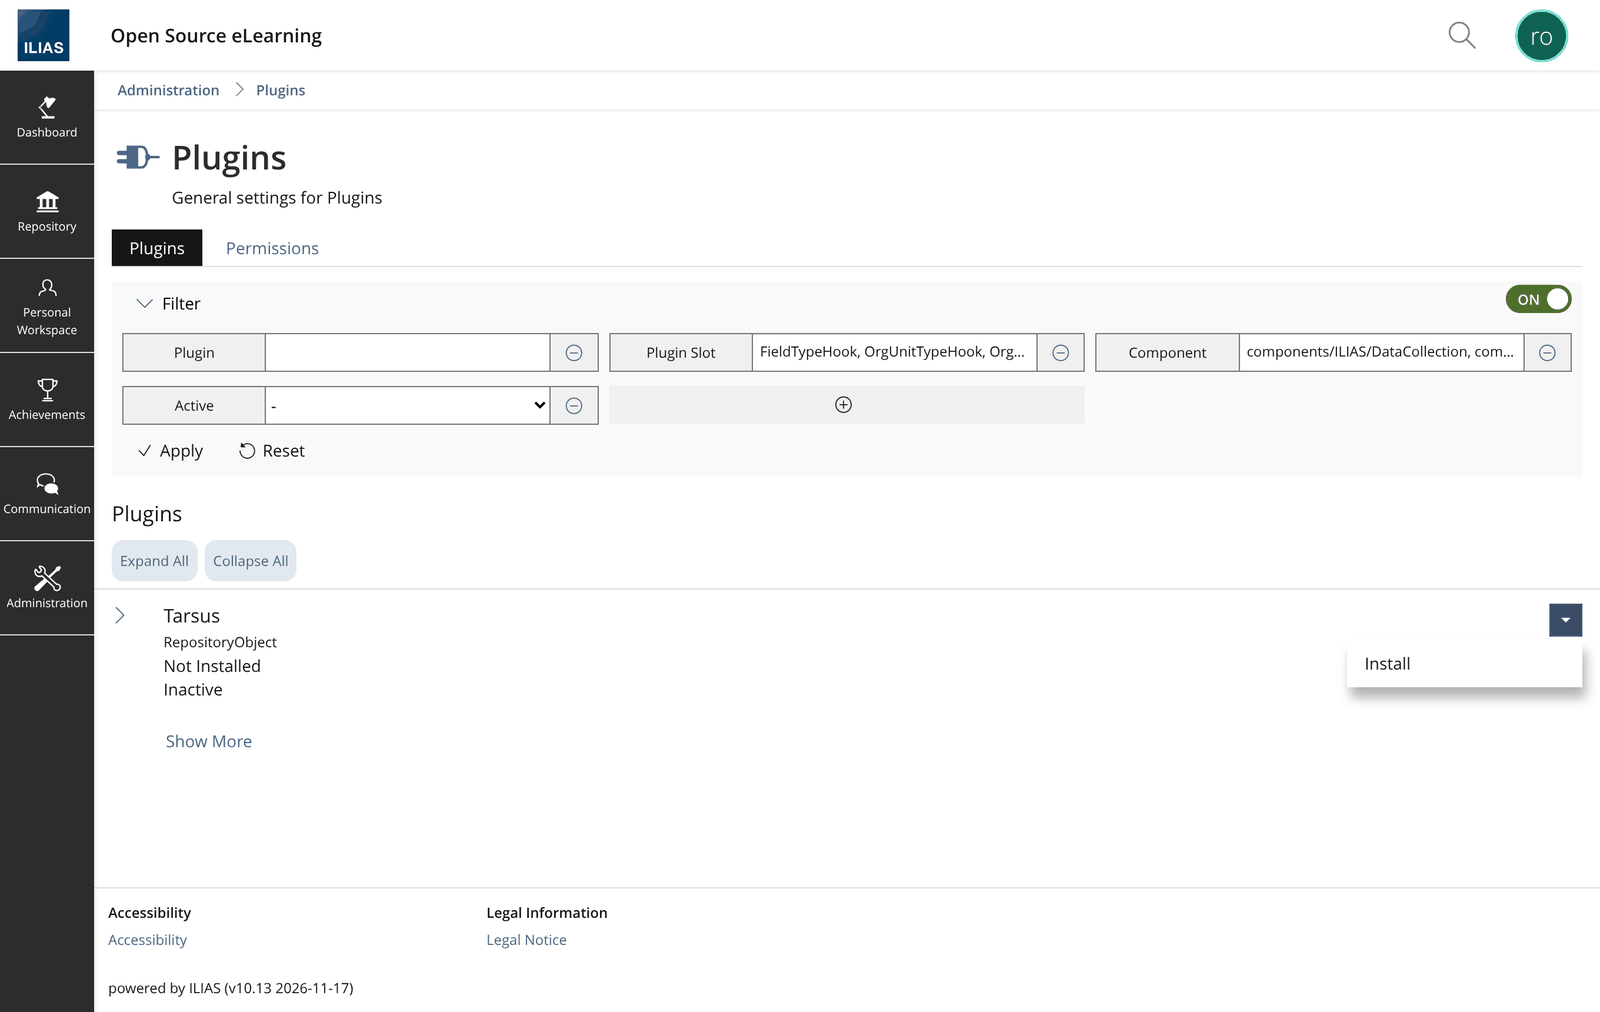 ILIAS
Open Source eLearning
ro
Dashboard
Repository
Personal
Workspace
Achievements
Communication
Administration
Administration
Plugins
Plugins
General settings for Plugins
Plugins
Permissions
Filter
ON
Plugin
Plugin Slot
FieldTypeHook, OrgUnitTypeHook, Org...
Component
components/ILIAS/DataCollection, com...
Active
-
Apply
Reset
Plugins
Expand All
Collapse All
Tarsus
RepositoryObject
Not Installed
Inactive
Show More
Install
Accessibility
Accessibility
Legal Information
Legal Notice
powered by ILIAS (v10.13 2026-11-17)